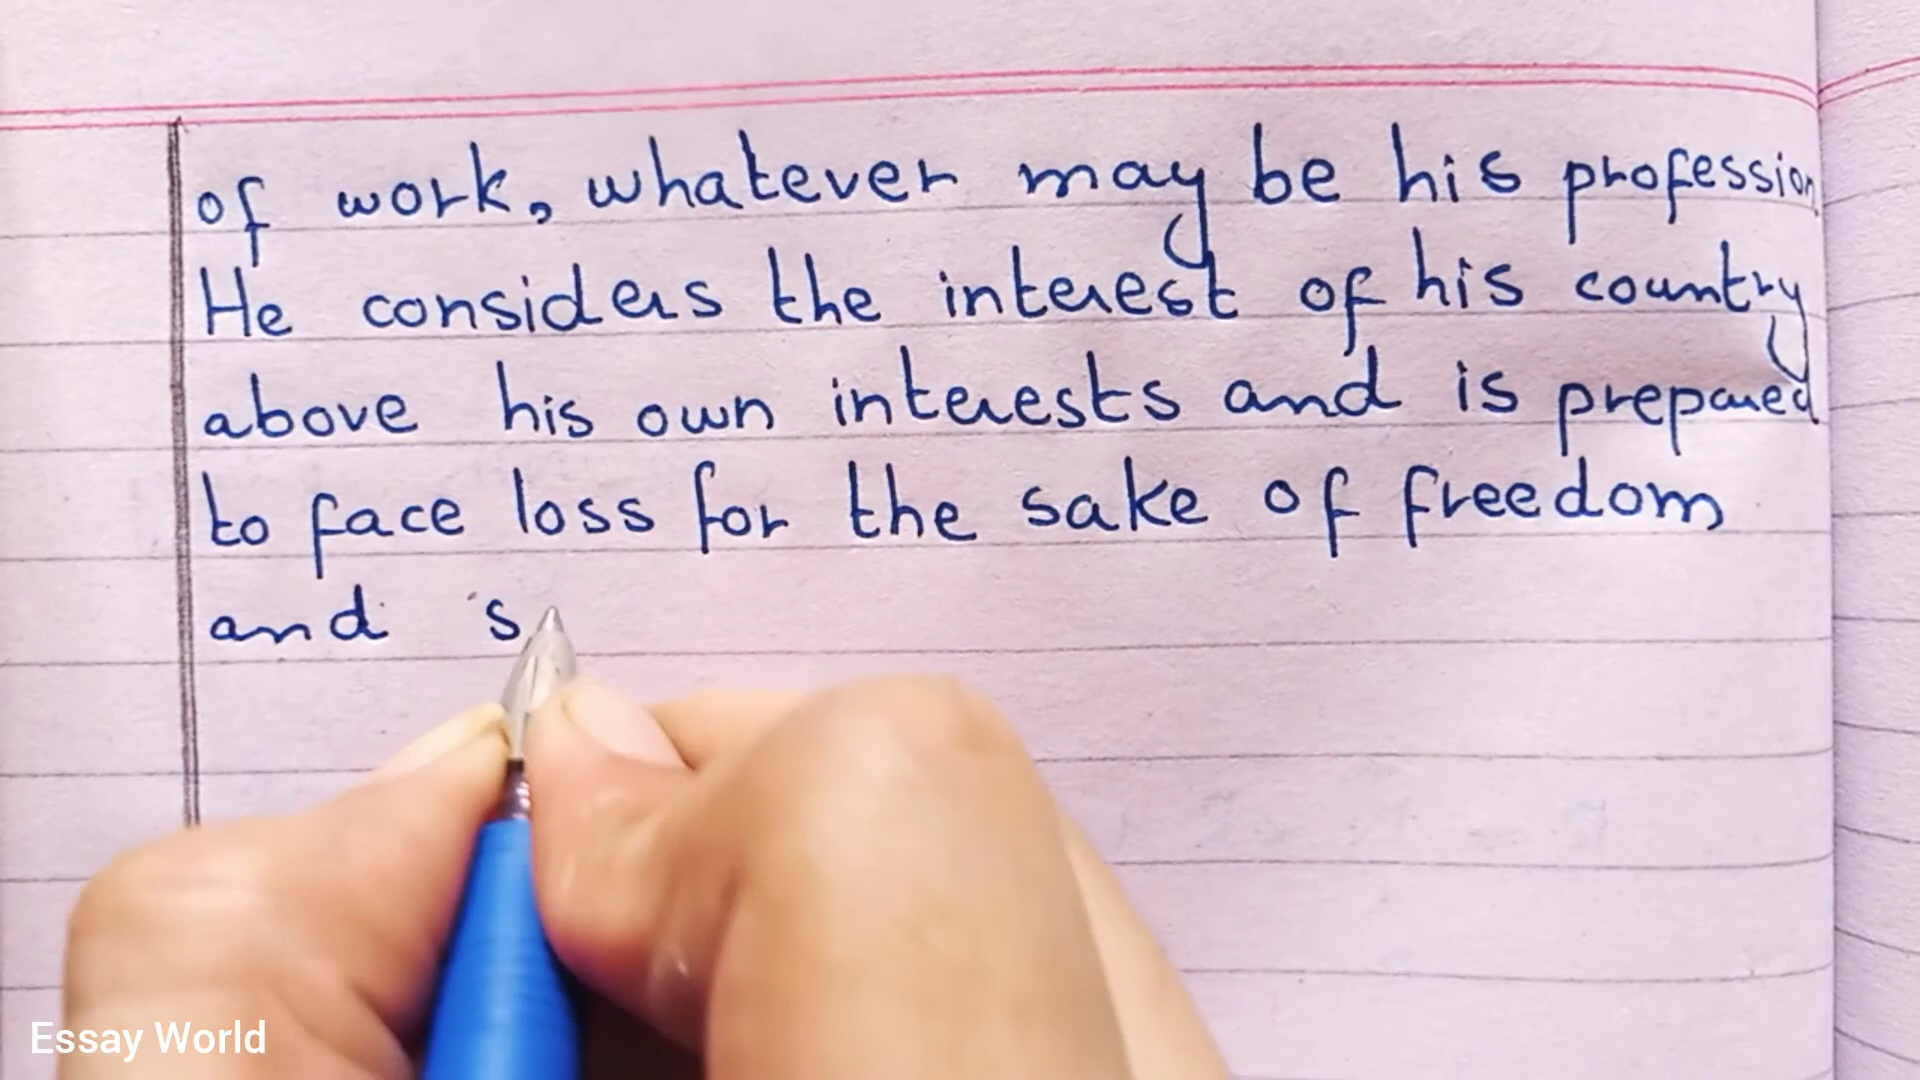 of work, whatever may be his profession.
He considers the interest of his country
above his own interests and is prepared
to face loss for the sake of freedom
and s
Essay World